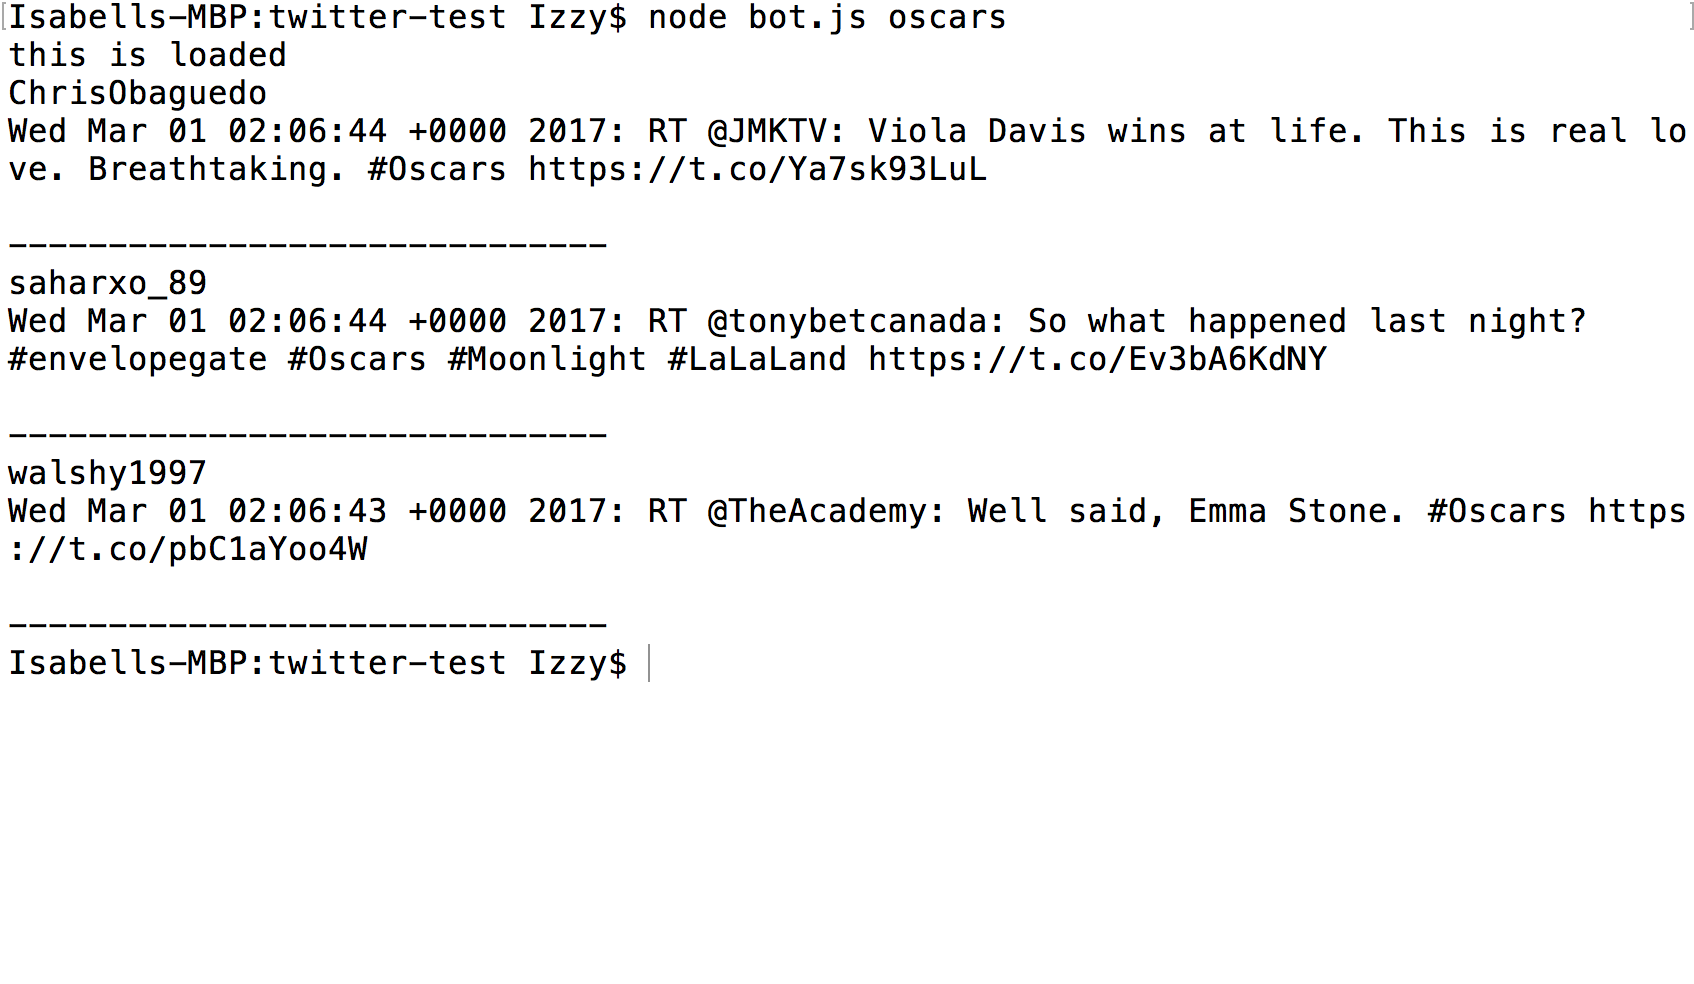 [Isabells-MBP:twitter-test Izzy$ node bot.js oscars ]
this is loaded
ChrisObaguedo
Wed Mar 01 02:06:44 +0000 2017: RT @JMKTV: Viola Davis wins at life. This is real lo
ve. Breathtaking. #Oscars https://t.co/Ya7sk93LuL
------------------------------
saharxo_89
Wed Mar 01 02:06:44 +0000 2017: RT @tonybetcanada: So what happened last night?
#envelopegate #Oscars #Moonlight #LaLaLand https://t.co/Ev3bA6KdNY
------------------------------
walshy1997
Wed Mar 01 02:06:43 +0000 2017: RT @TheAcademy: Well said, Emma Stone. #Oscars https
://t.co/pbC1aYoo4W
------------------------------
Isabells-MBP:twitter-test Izzy$